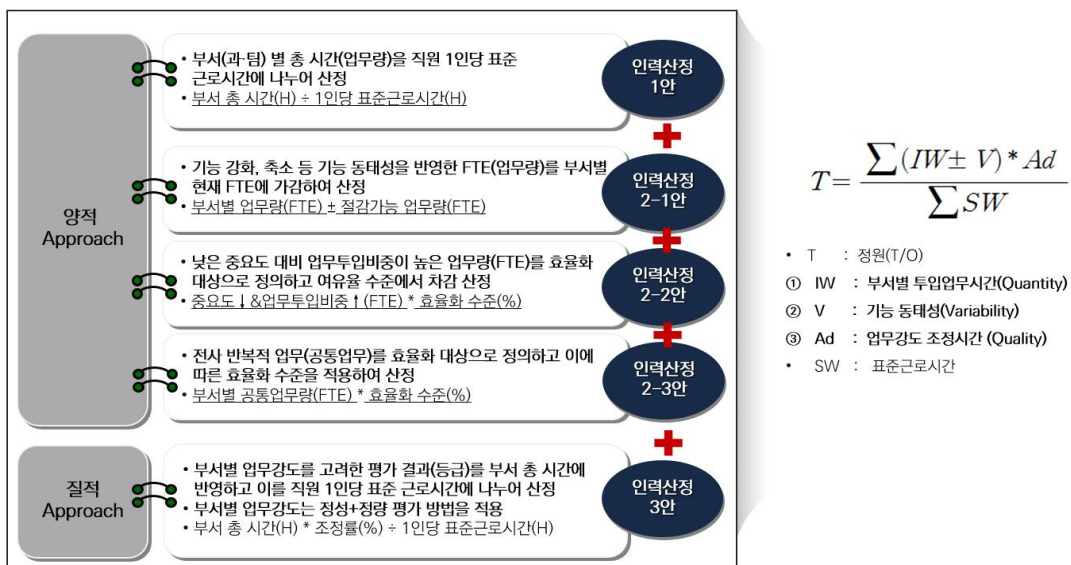 양적
Approach
• 부서(과·팀) 별 총 시간(업무량)을 직원 1인당 표준
근로시간에 나누어 산정
• 부서 총 시간(H) ÷ 1인당 표준근로시간(H)
인력산정
1안
• 기능 강화, 축소 등 기능 동태성을 반영한 FTE(업무량)를 부서별
현재 FTE에 가감하여 산정
• 부서별 업무량(FTE) ± 절감가능 업무량(FTE)
인력산정
2-1안
• 낮은 중요도 대비 업무투입비중이 높은 업무량(FTE)를 효율화
대상으로 정의하고 여유율 수준에서 차감 산정
• 중요도↓&업무투입비중↑(FTE) * 효율화 수준(%)
인력산정
2-2안
• 전사 반복적 업무(공통업무)를 효율화 대상으로 정의하고 이에
따른 효율화 수준을 적용하여 산정
• 부서별 공통업무량(FTE) * 효율화 수준(%)
인력산정
2-3안
질적
Approach
• 부서별 업무강도를 고려한 평가 결과(등급)를 부서 총 시간에
반영하고 이를 직원 1인당 표준 근로시간에 나누어 산정
• 부서별 업무강도는 정성+정량 평가 방법을 적용
• 부서 총 시간(H) * 조정률(%) ÷ 1인당 표준근로시간(H)
인력산정
3안
T = ∑(IW ± V) * Ad / ∑SW
• T : 정원(T/O)
① IW : 부서별 투입업무시간(Quantity)
② V : 기능 동태성(Variability)
③ Ad : 업무강도 조정시간 (Quality)
• SW : 표준근로시간